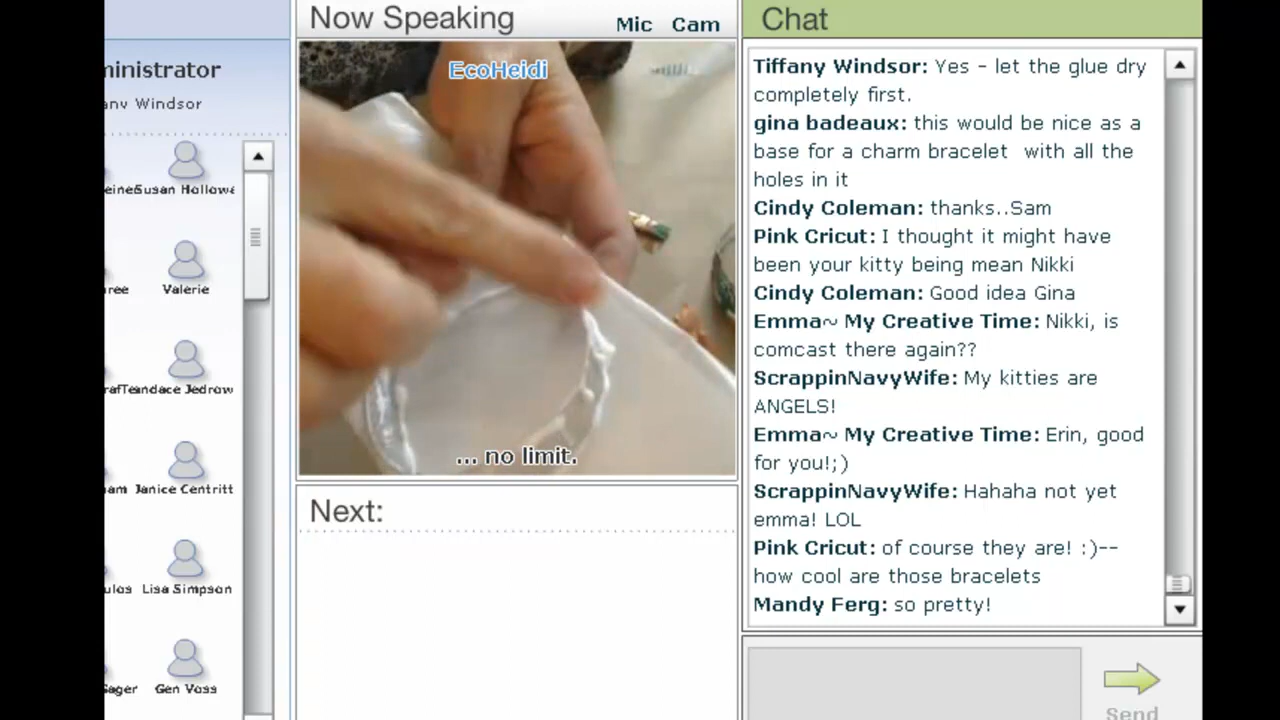 ministrator
any Windsor
Susan Hollowa
ree
Valerie
Jedrow
am
Janice Centritt
ulos
Lisa Simpson
Gager
Gen Voss
Now Speaking
Mic Cam
EcoHeidi
... no limit.
Next:
Chat
Tiffany Windsor: Yes - let the glue dry
completely first.
gina badeaux: this would be nice as a
base for a charm bracelet with all the
holes in it
Cindy Coleman: thanks..Sam
Pink Cricut: I thought it might have
been your kitty being mean Nikki
Cindy Coleman: Good idea Gina
Emma~ My Creative Time: Nikki, is
comcast there again??
ScrappinNavyWife: My kitties are
ANGELS!
Emma~ My Creative Time: Erin, good
for you!;)
ScrappinNavyWife: Hahaha not yet
emma! LOL
Pink Cricut: of course they are! :)--
how cool are those bracelets
Mandy Ferg: so pretty!
Send